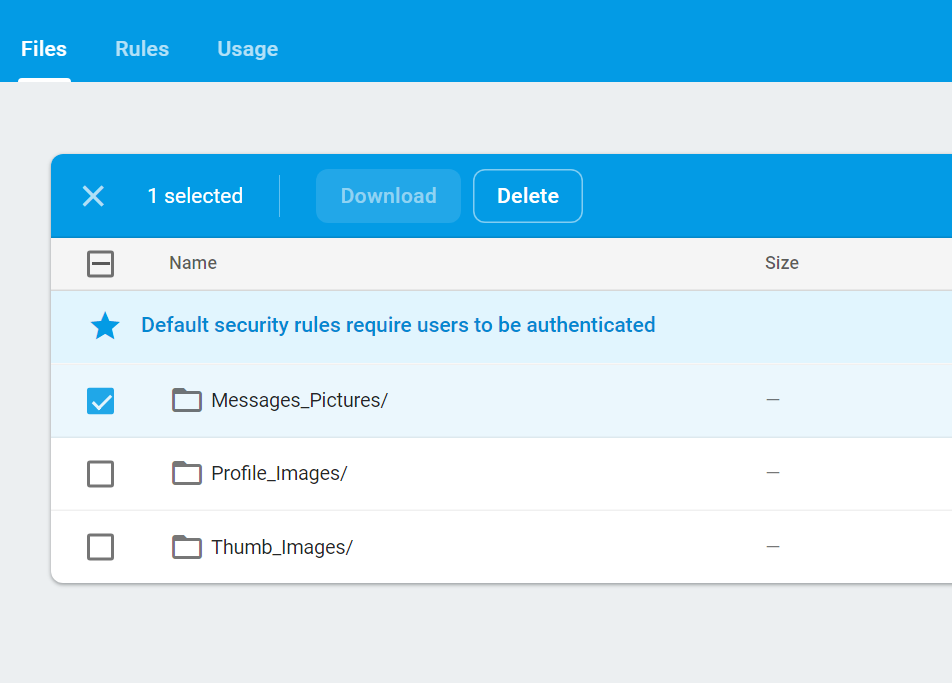 Files Rules Usage
1 selected Download Delete
Name Size
Default security rules require users to be authenticated
Messages_Pictures/ —
Profile_Images/ —
Thumb_Images/ —